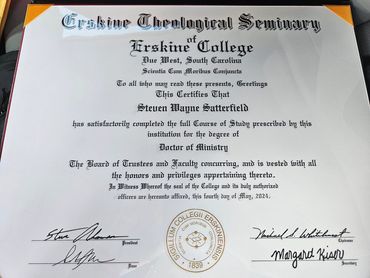 Erskine Theological Seminary
of
Erskine College
Due West, South Carolina
Scientia Cum Moribus Conjuncta
To all who may read these presents, Greetings
This Certifies That
Steven Wayne Satterfield
has satisfactorily completed the full Course of Study prescribed by this
institution for the degree of
Doctor of Ministry
The Board of Trustees and Faculty concurring, and is vested with all
the honors and privileges appertaining thereto.
In Witness Whereof the seal of the College and its duly authorized
officers are hereunto affixed, this fourth day of May, 2024.
President
Chairman
Dean
SIGILLUM COLLEGII ERSKINIENSIS
1839